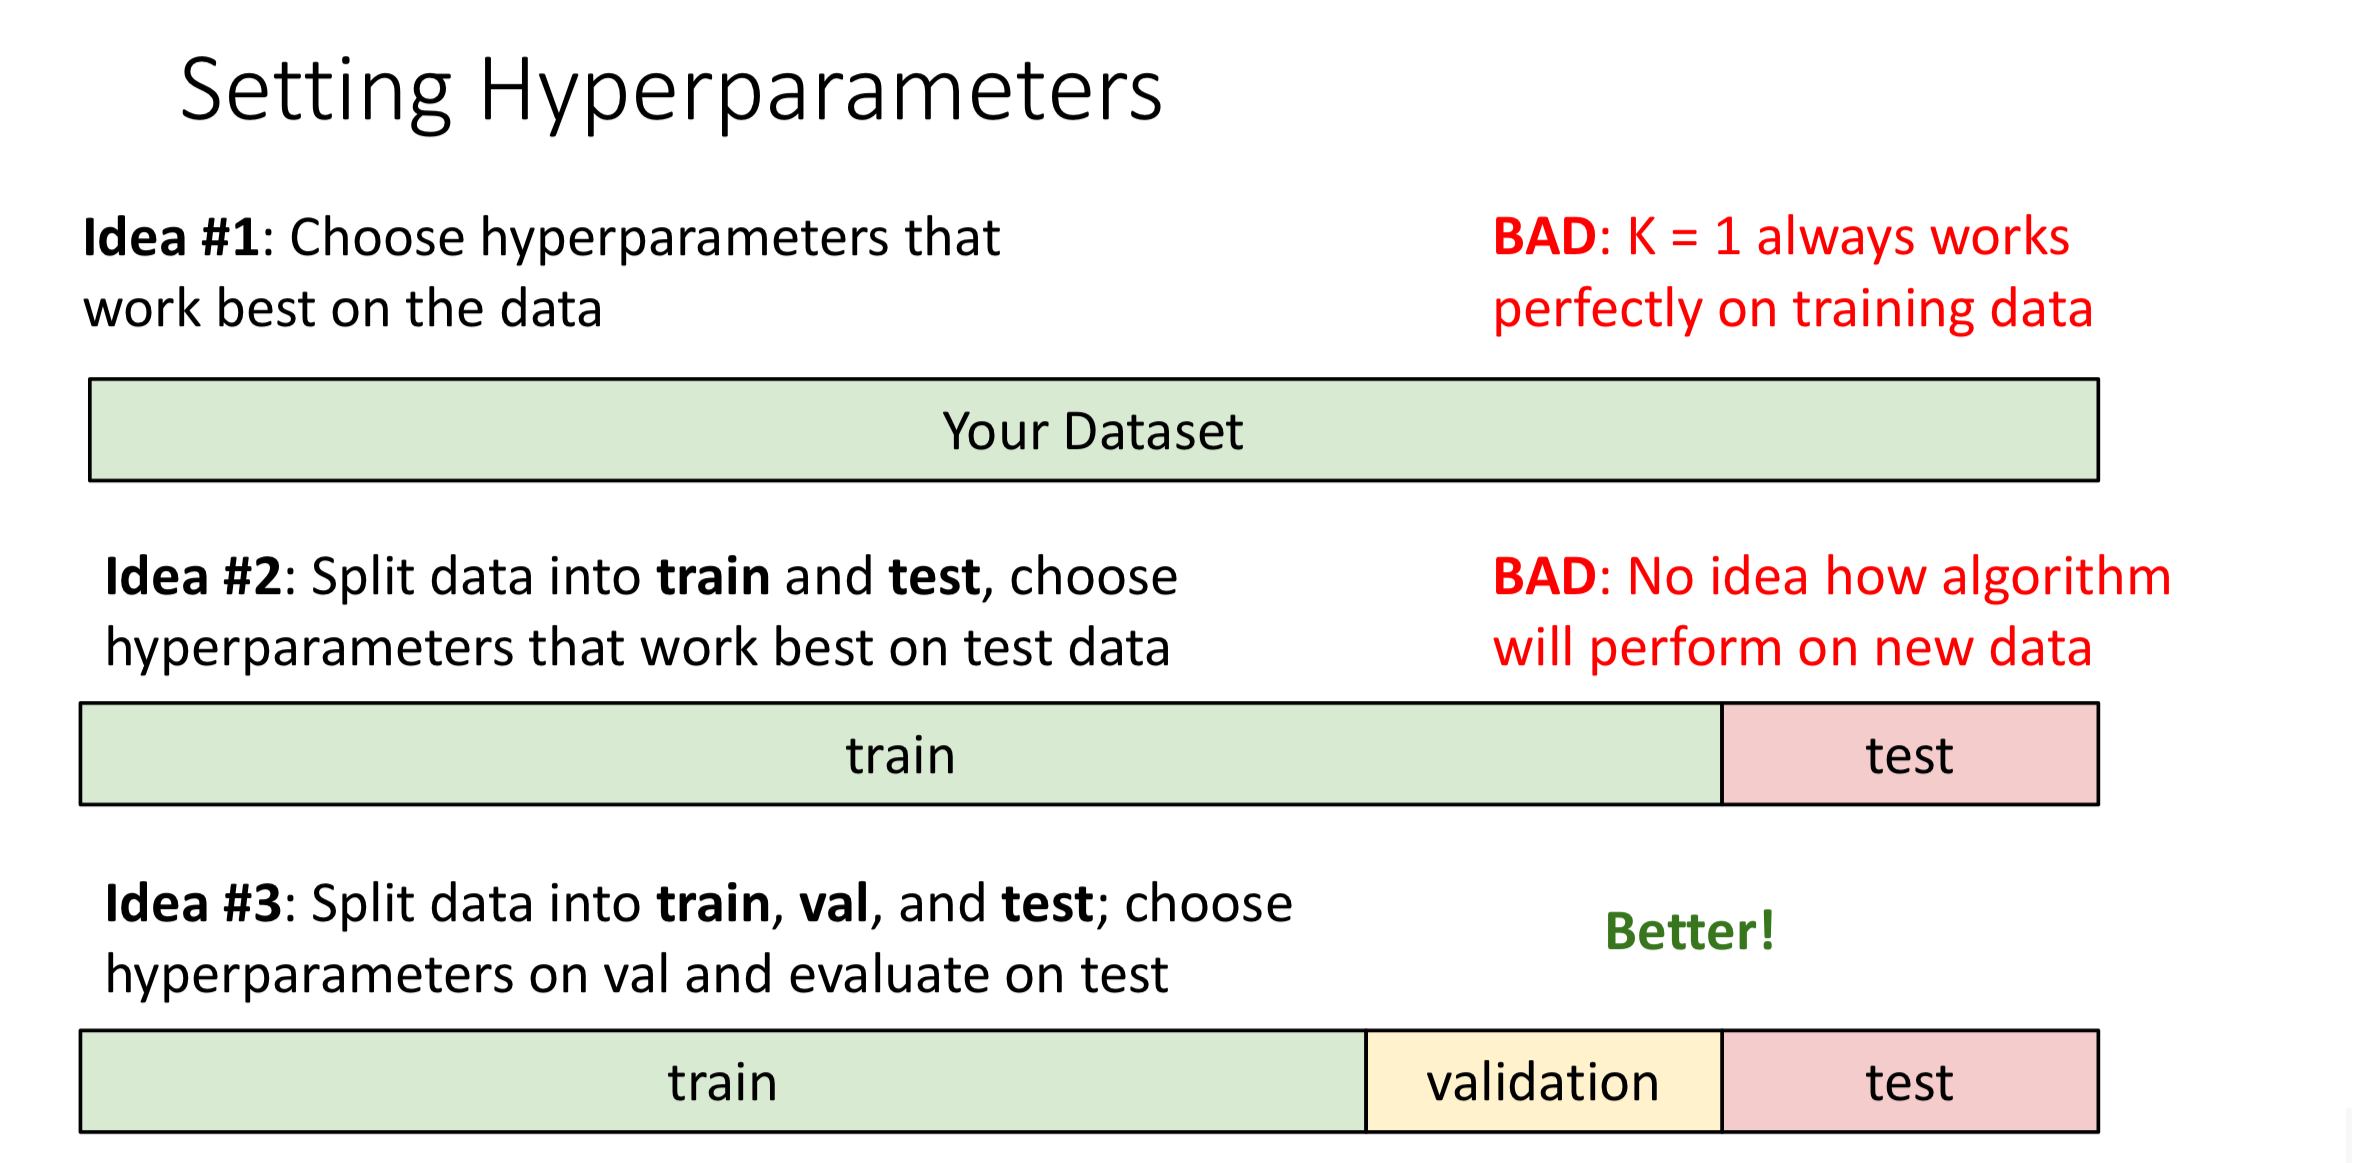 Setting Hyperparameters
Idea #1: Choose hyperparameters that
work best on the data
BAD: K = 1 always works
perfectly on training data
Your Dataset
Idea #2: Split data into train and test, choose
hyperparameters that work best on test data
BAD: No idea how algorithm
will perform on new data
train
test
Idea #3: Split data into train, val, and test; choose
hyperparameters on val and evaluate on test
Better!
train
validation
test